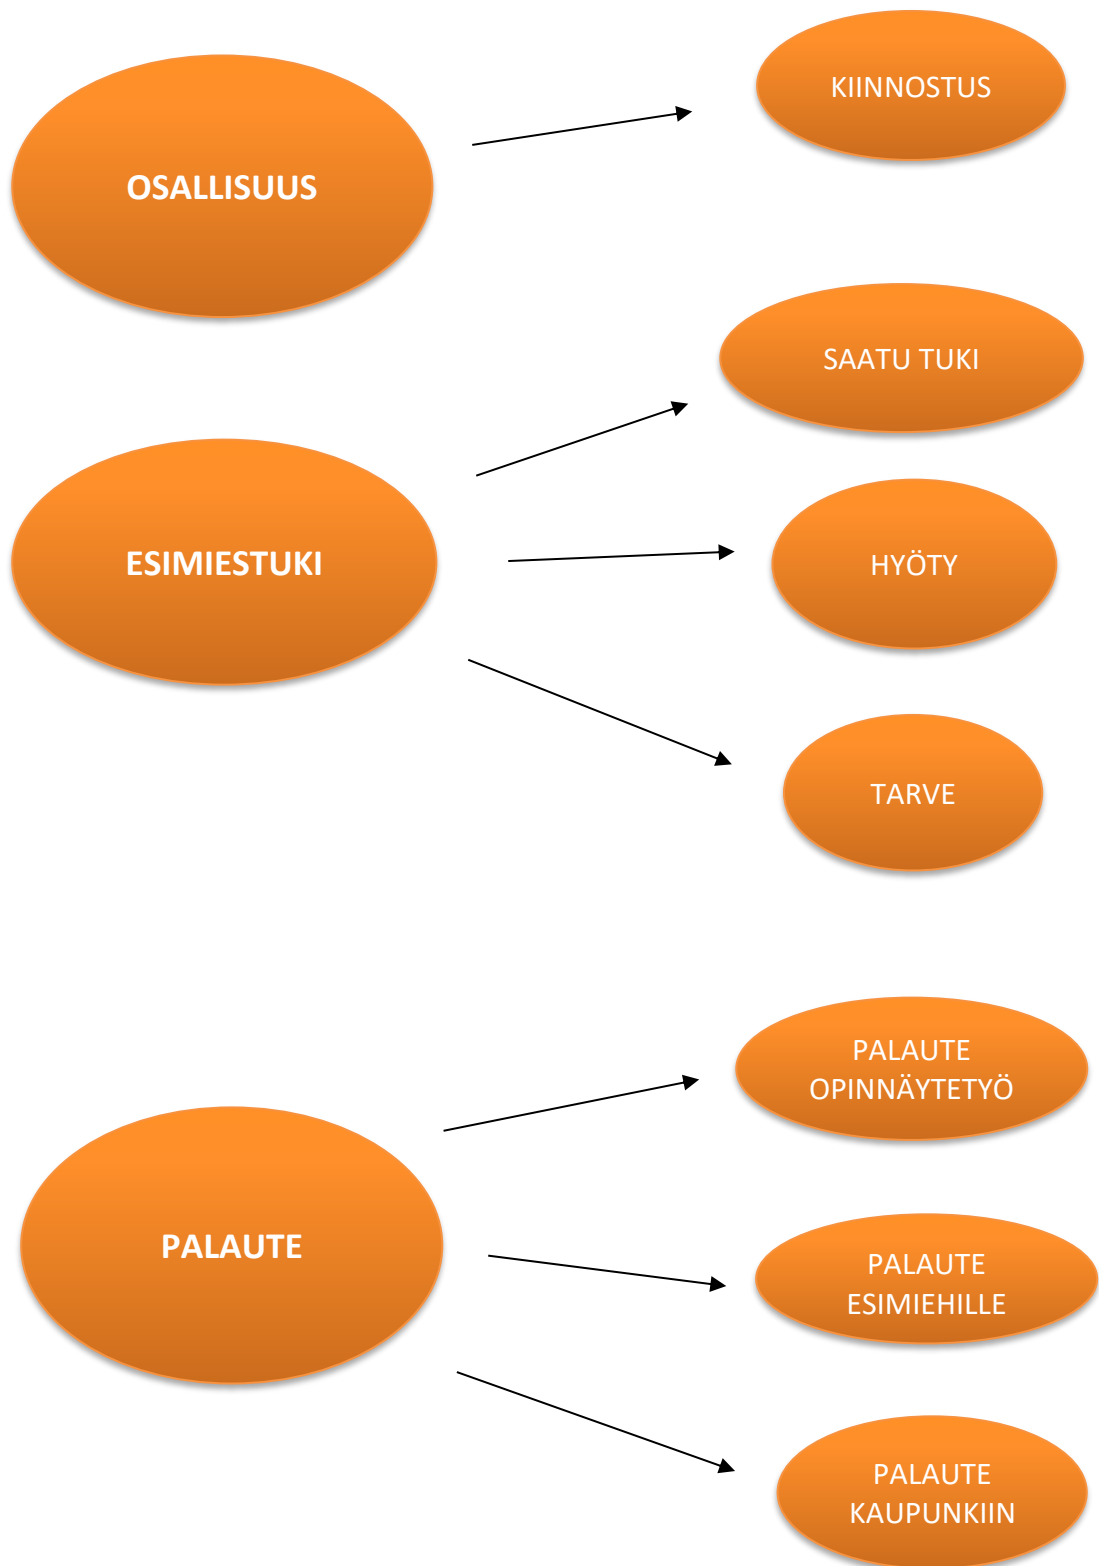 OSALLISUUS
KIINNOSTUS
ESIMIESTUKI
SAATU TUKI
HYÖTY
TARVE
PALAUTE
PALAUTE
OPINNÄYTETYÖ
PALAUTE
ESIMIEHILLE
PALAUTE
KAUPUNKIIN